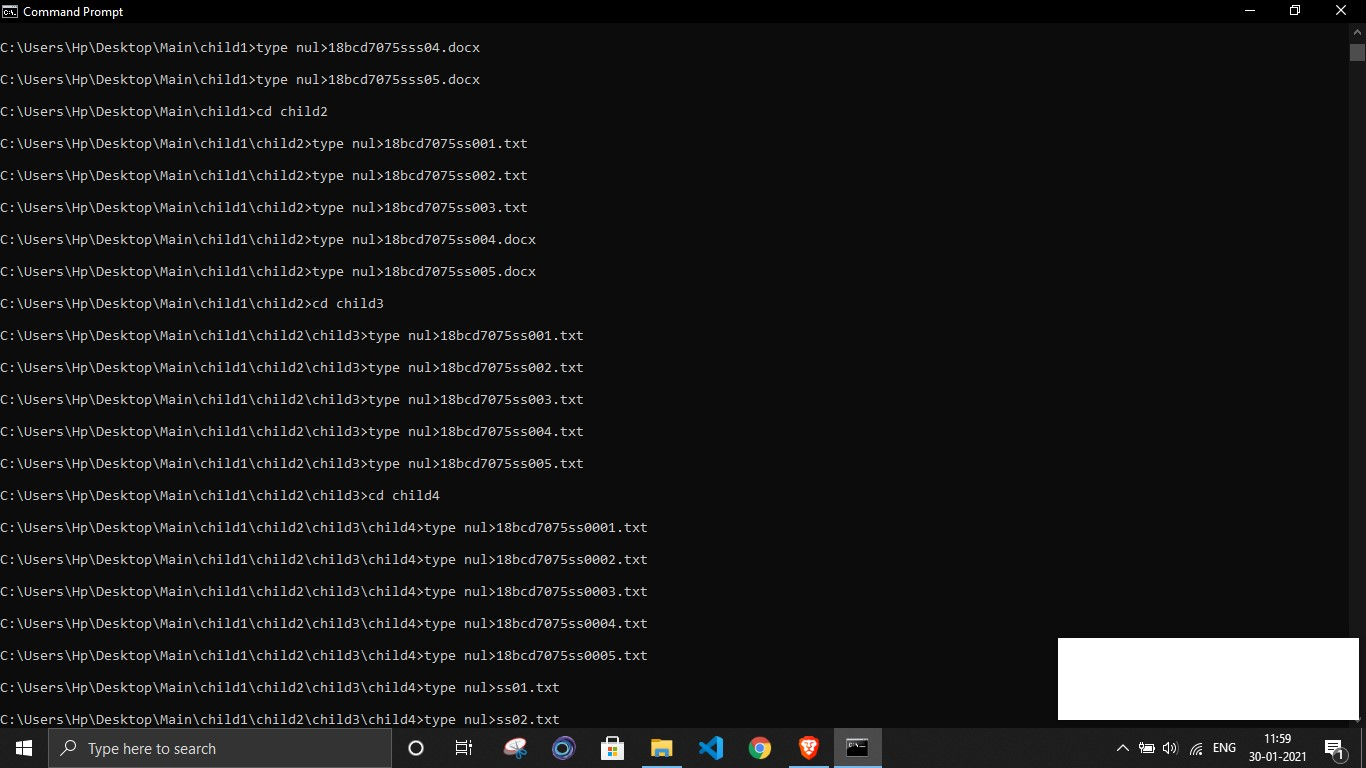 Command Prompt
C:\Users\Hp\Desktop\Main\child1>type nul>18bcd7075sss04.docx
C:\Users\Hp\Desktop\Main\child1>type nul>18bcd7075sss05.docx
C:\Users\Hp\Desktop\Main\child1>cd child2
C:\Users\Hp\Desktop\Main\child1\child2>type nul>18bcd7075ss001.txt
C:\Users\Hp\Desktop\Main\child1\child2>type nul>18bcd7075ss002.txt
C:\Users\Hp\Desktop\Main\child1\child2>type nul>18bcd7075ss003.txt
C:\Users\Hp\Desktop\Main\child1\child2>type nul>18bcd7075ss004.docx
C:\Users\Hp\Desktop\Main\child1\child2>type nul>18bcd7075ss005.docx
C:\Users\Hp\Desktop\Main\child1\child2>cd child3
C:\Users\Hp\Desktop\Main\child1\child2\child3>type nul>18bcd7075ss001.txt
C:\Users\Hp\Desktop\Main\child1\child2\child3>type nul>18bcd7075ss002.txt
C:\Users\Hp\Desktop\Main\child1\child2\child3>type nul>18bcd7075ss003.txt
C:\Users\Hp\Desktop\Main\child1\child2\child3>type nul>18bcd7075ss004.txt
C:\Users\Hp\Desktop\Main\child1\child2\child3>type nul>18bcd7075ss005.txt
C:\Users\Hp\Desktop\Main\child1\child2\child3>cd child4
C:\Users\Hp\Desktop\Main\child1\child2\child3\child4>type nul>18bcd7075ss0001.txt
C:\Users\Hp\Desktop\Main\child1\child2\child3\child4>type nul>18bcd7075ss0002.txt
C:\Users\Hp\Desktop\Main\child1\child2\child3\child4>type nul>18bcd7075ss0003.txt
C:\Users\Hp\Desktop\Main\child1\child2\child3\child4>type nul>18bcd7075ss0004.txt
C:\Users\Hp\Desktop\Main\child1\child2\child3\child4>type nul>18bcd7075ss0005.txt
C:\Users\Hp\Desktop\Main\child1\child2\child3\child4>type nul>ss01.txt
C:\Users\Hp\Desktop\Main\child1\child2\child3\child4>type nul>ss02.txt
Type here to search
ENG
11:59
30-01-2021
1